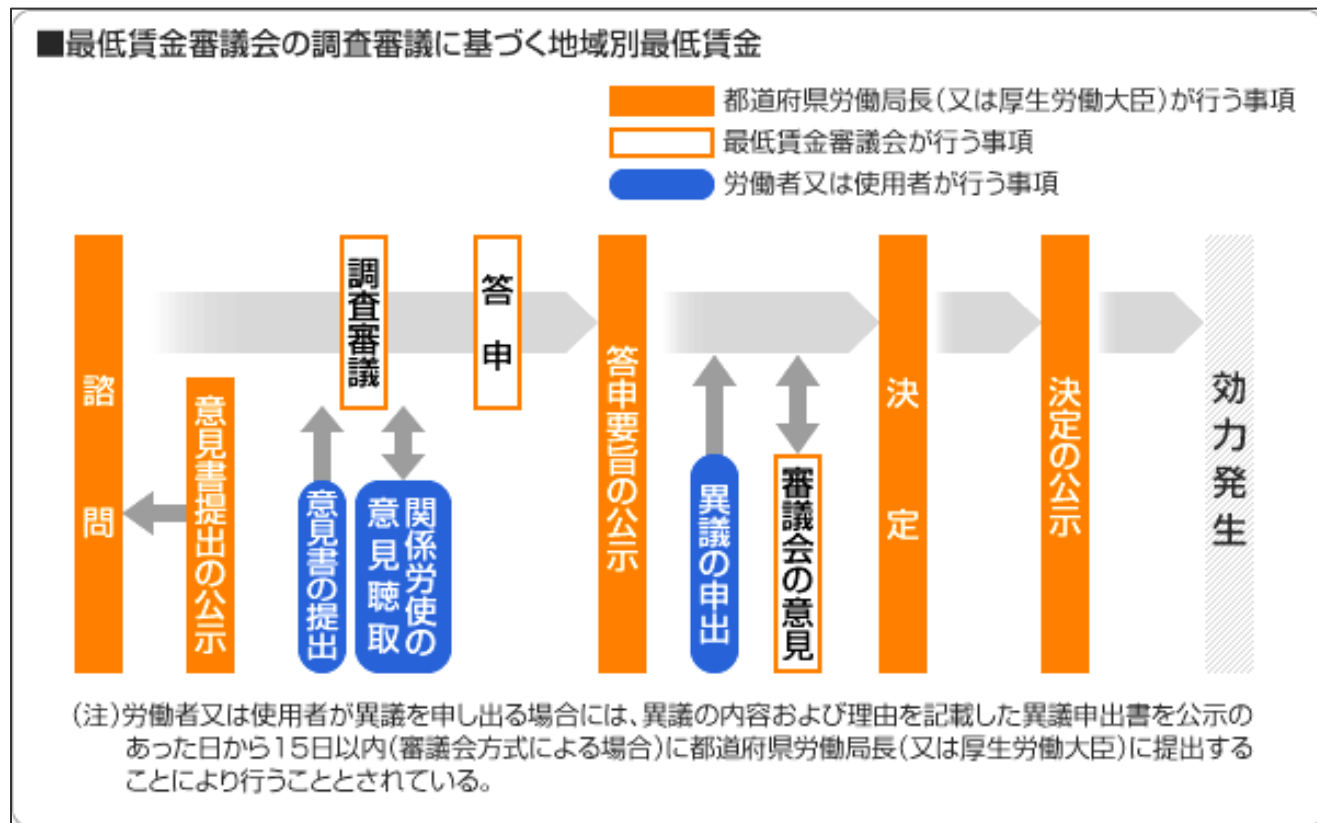 ■最低賃金審議会の調査審議に基づく地域別最低賃金
都道府県労働局長(又は厚生労働大臣)が行う事項
最低賃金審議会が行う事項
労働者又は使用者が行う事項
諮問
意見書提出の公示
調査審議
意見書の提出
関係労使の
意見聴取
答申
答申要旨の公示
異議の申出
審議会の意見
決定
決定の公示
効力発生
(注)労働者又は使用者が異議を申し出る場合には、異議の内容および理由を記載した異議申出書を公示の
あった日から15日以内(審議会方式による場合)に都道府県労働局長(又は厚生労働大臣)に提出する
ことにより行うこととされている。